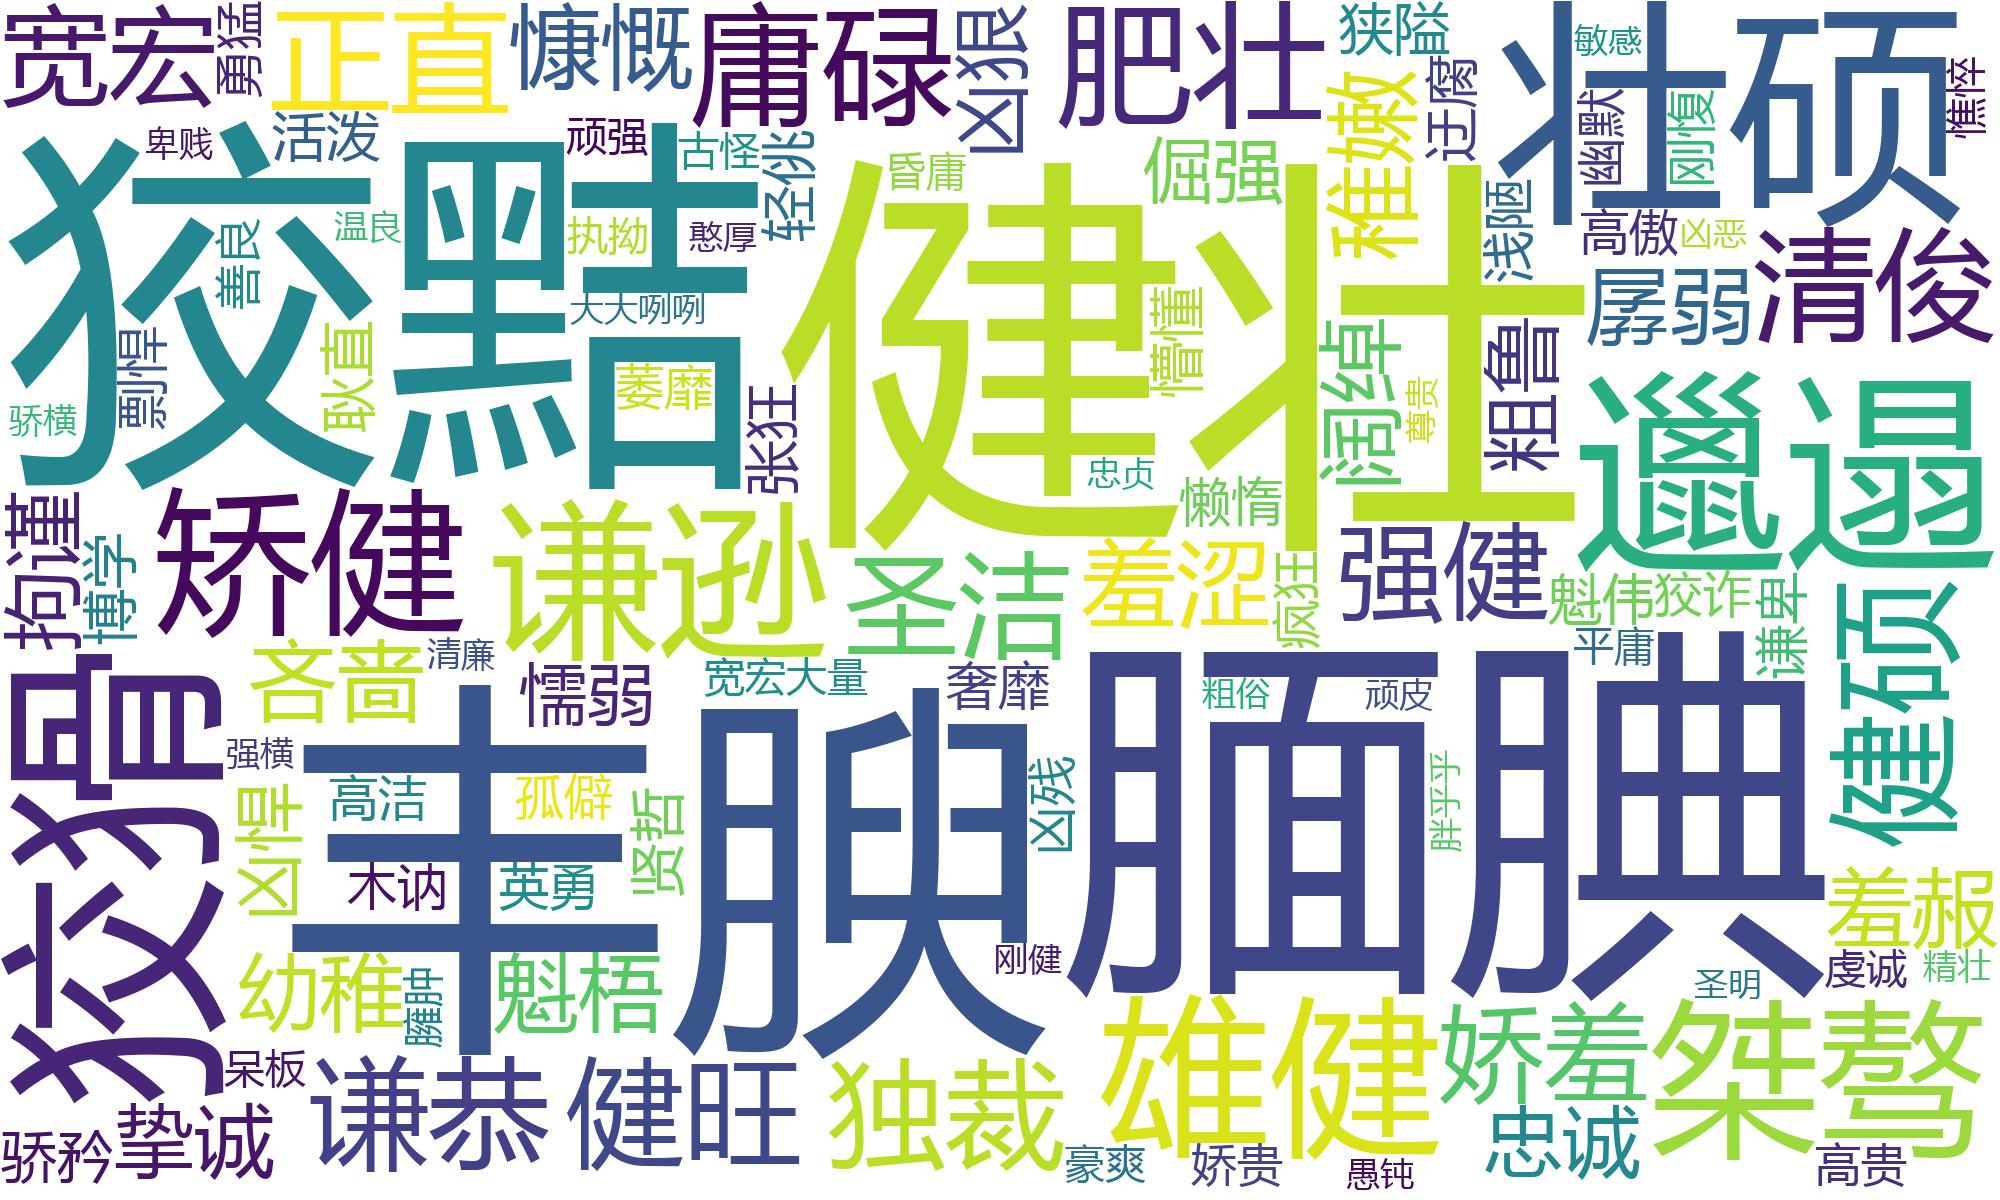 宽宏
勇猛
正直
慷慨
庸碌
凶狠
肥壮
狭隘
壮硕
敏感
稚嫩
迂腐
幽默
刚愎
憔悴
卑贱
活泼
顽强
古怪
轻佻
狡黠
善良
温良
执拗
憨厚
昏庸
倔强
健壮
浅陋
高傲
凶恶
清俊
孱弱
大大咧咧
懵懂
阔绰
粗鲁
剽悍
耿直
萎靡
骄横
张狂
尊贵
邋遢
忠贞
懒惰
拘谨
博学
矫健
谦逊
圣洁
羞涩
疯狂
强健
魁伟
狡诈
谦卑
健硕
吝啬
清廉
懦弱
宽宏大量
奢靡
平庸
粗俗
顽皮
狡猾
强横
丰腴
腼腆
高洁
孤僻
贤哲
凶残
胖乎乎
凶悍
木讷
英勇
羞赧
刚健
虔诚
精壮
幼稚
臃肿
魁梧
圣明
雄健
娇羞
桀骜
呆板
谦恭
健旺
独裁
骄矜
挚诚
忠诚
豪爽
娇贵
愚钝
高贵